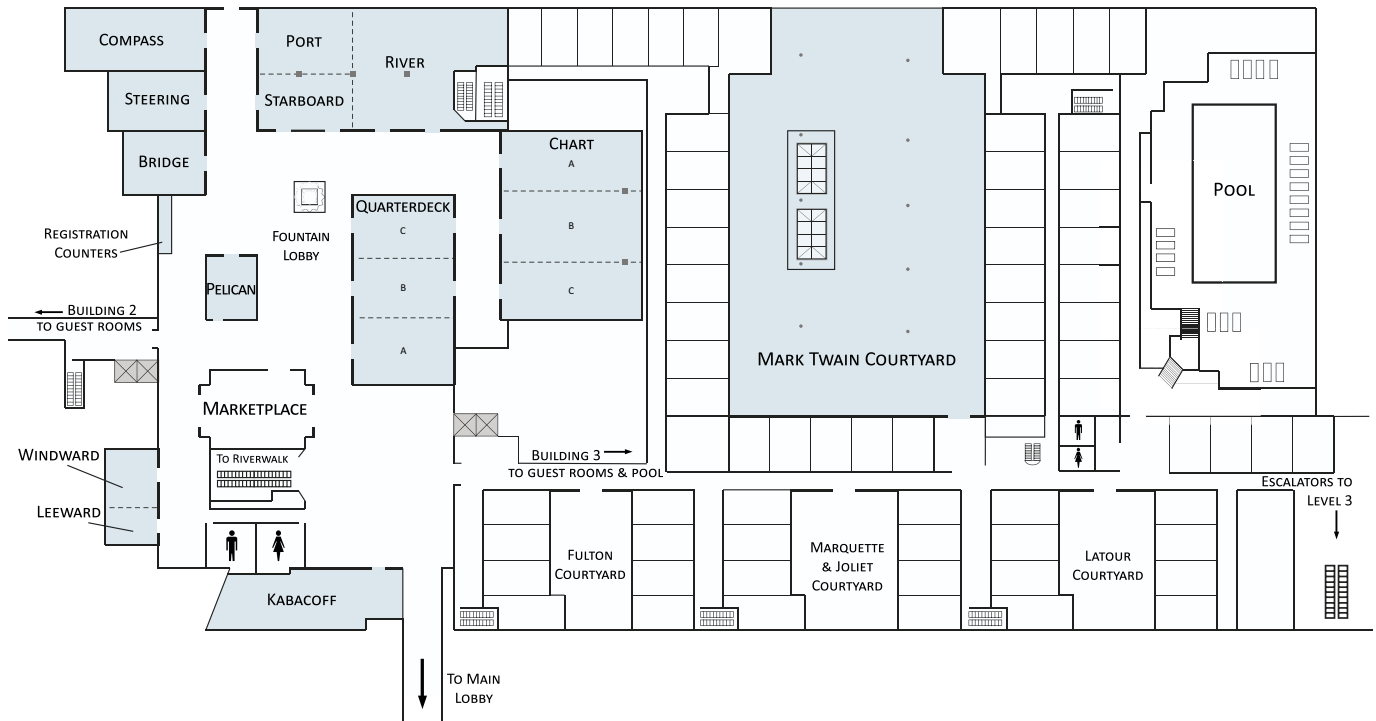 Compass
Port
River
Steering
Starboard
Bridge
Chart
A
B
C
Quarterdeck
C
B
A
Registration
Counters
Fountain
Lobby
Pelican
Building 2
to guest rooms
Marketplace
To Riverwalk
Windward
Leeward
Kabacoff
To Main
Lobby
Building 3
to guest rooms & pool
Mark Twain Courtyard
Pool
Escalators to
Level 3
Fulton
Courtyard
Marquette
& Joliet
Courtyard
Latour
Courtyard